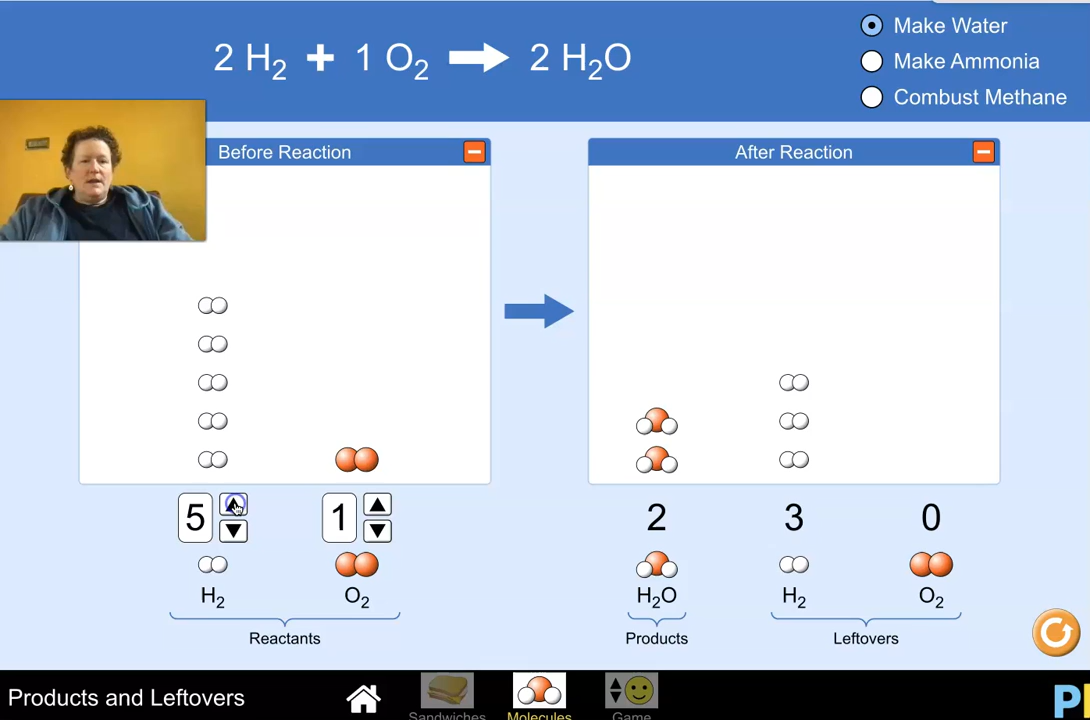 2 H₂ + 1 O₂ → 2 H₂O
Make Water
Make Ammonia
Combust Methane
Before Reaction
After Reaction
5
1
2
3
0
H₂
O₂
H₂O
H₂
O₂
Reactants
Products
Leftovers
Products and Leftovers
Sandwiches
Molecules
Game